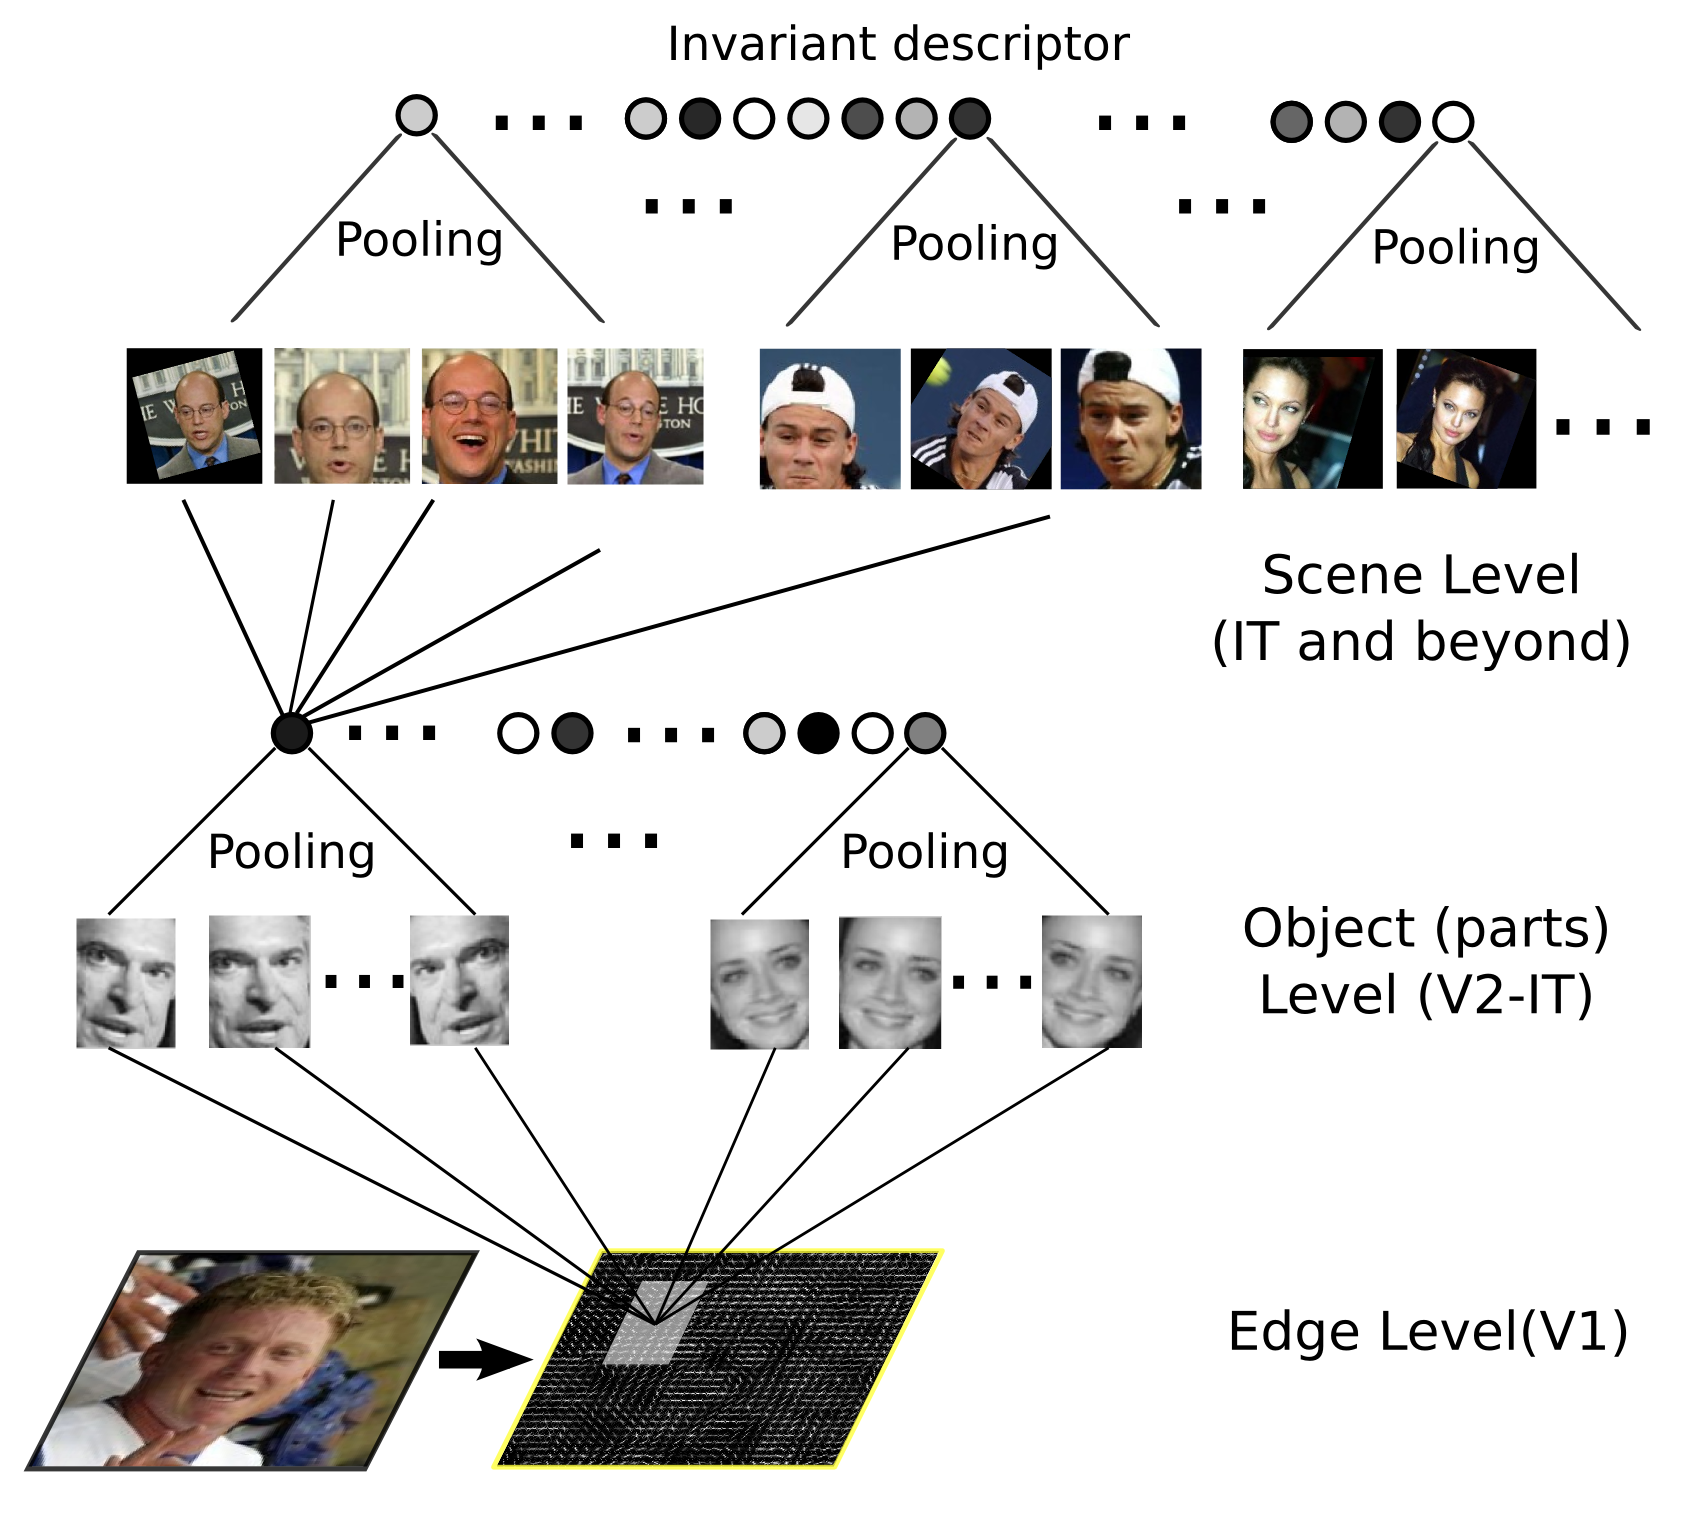 Invariant descriptor
Pooling
Pooling
Pooling
Scene Level
(IT and beyond)
Pooling
Pooling
Object (parts)
Level (V2-IT)
Edge Level(V1)